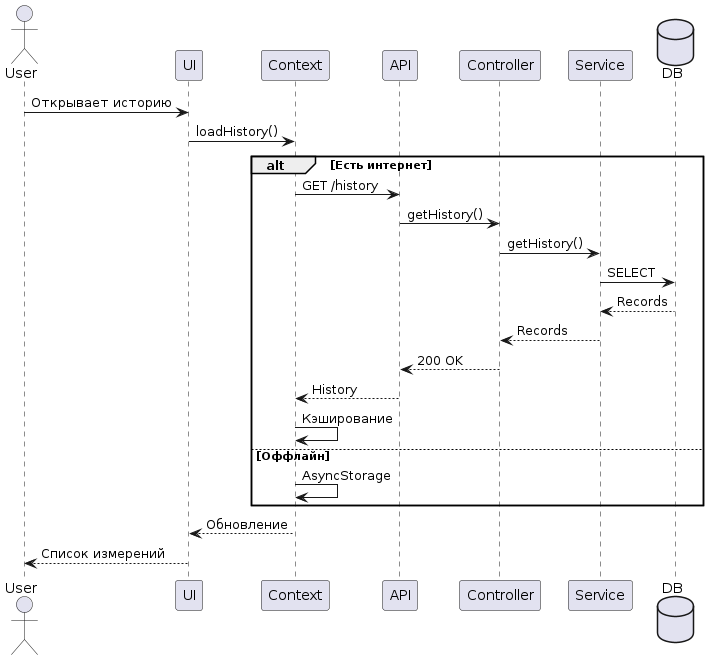 User
UI
Context
API
Controller
Service
DB
Открывает историю
loadHistory()
alt
[Есть интернет]
GET /history
getHistory()
getHistory()
SELECT
Records
Records
200 OK
History
Кэширование
[Оффлайн]
AsyncStorage
Обновление
Список измерений
User
UI
Context
API
Controller
Service
DB